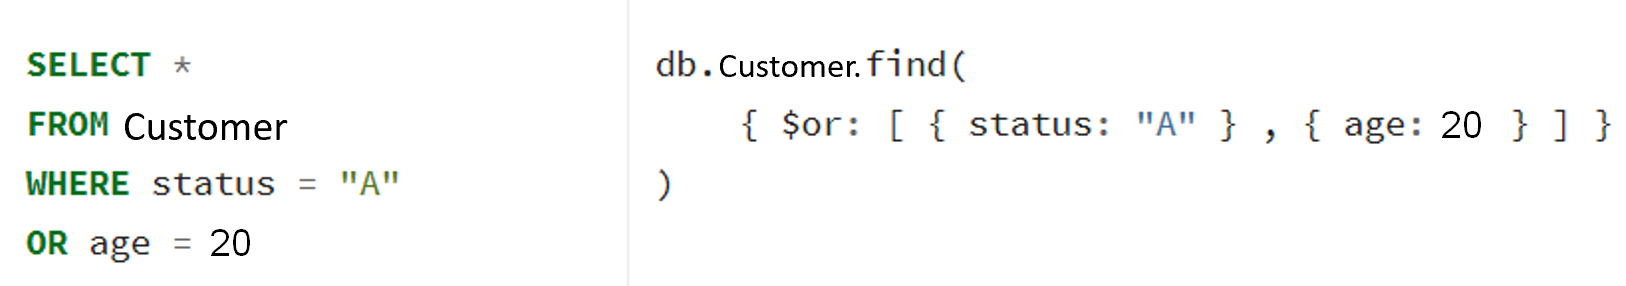 SELECT *
FROM Customer
WHERE status = "A"
OR age = 20
db.Customer.find(
{ $or: [ { status: "A" } , { age: 20 } ] }
)